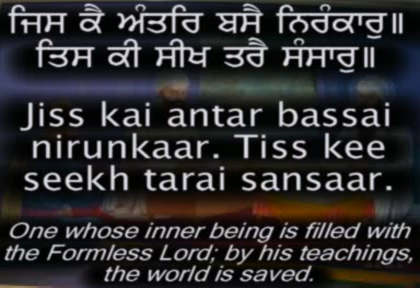 ਜਿਸ ਕੈ ਅੰਤਰਿ ਬਸੈ ਨਿਰੰਕਾਰੁ॥
ਤਿਸ ਕੀ ਸੀਖ ਤਰੈ ਸੰਸਾਰੁ॥
Jiss kai antar bassai
nirunkaar. Tiss kee
seekh tarai sansaar.
One whose inner being is filled with
the Formless Lord; by his teachings,
the world is saved.